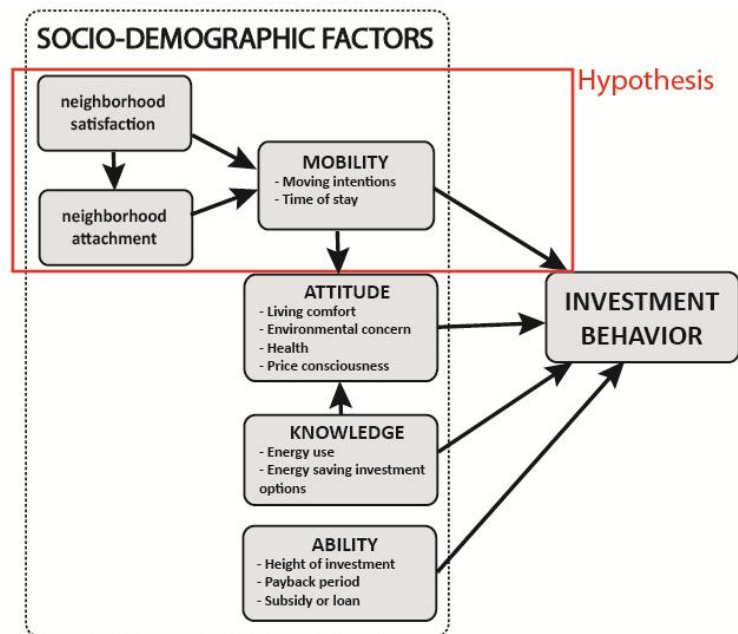 SOCIO-DEMOGRAPHIC FACTORS
Hypothesis
neighborhood
satisfaction
neighborhood
attachment
MOBILITY
- Moving intentions
- Time of stay
ATTITUDE
- Living comfort
- Environmental concern
- Health
- Price consciousness
INVESTMENT
BEHAVIOR
KNOWLEDGE
- Energy use
- Energy saving investment
options
ABILITY
- Height of investment
- Payback period
- Subsidy or loan